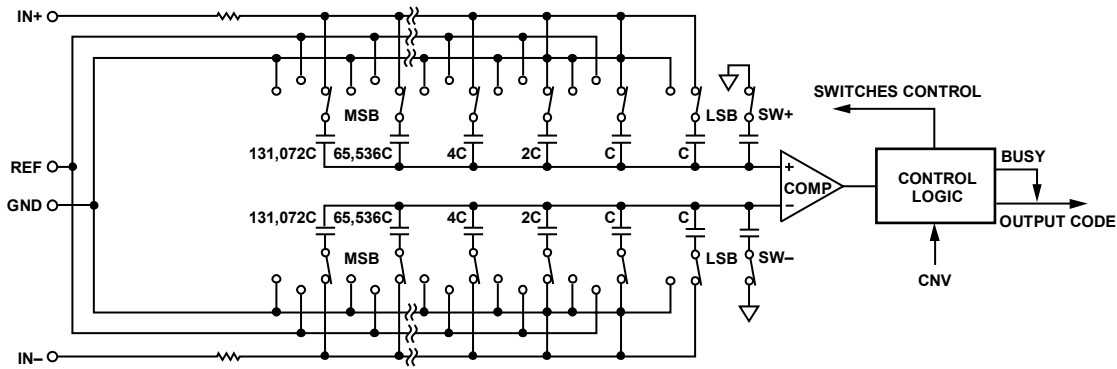 IN+
SWITCHES CONTROL
MSB
LSB
SW+
131,072C
65,536C
4C
2C
C
C
BUSY
REF
+
COMP
CONTROL
LOGIC
GND
–
OUTPUT CODE
131,072C
65,536C
4C
2C
C
C
MSB
LSB
SW–
CNV
IN–